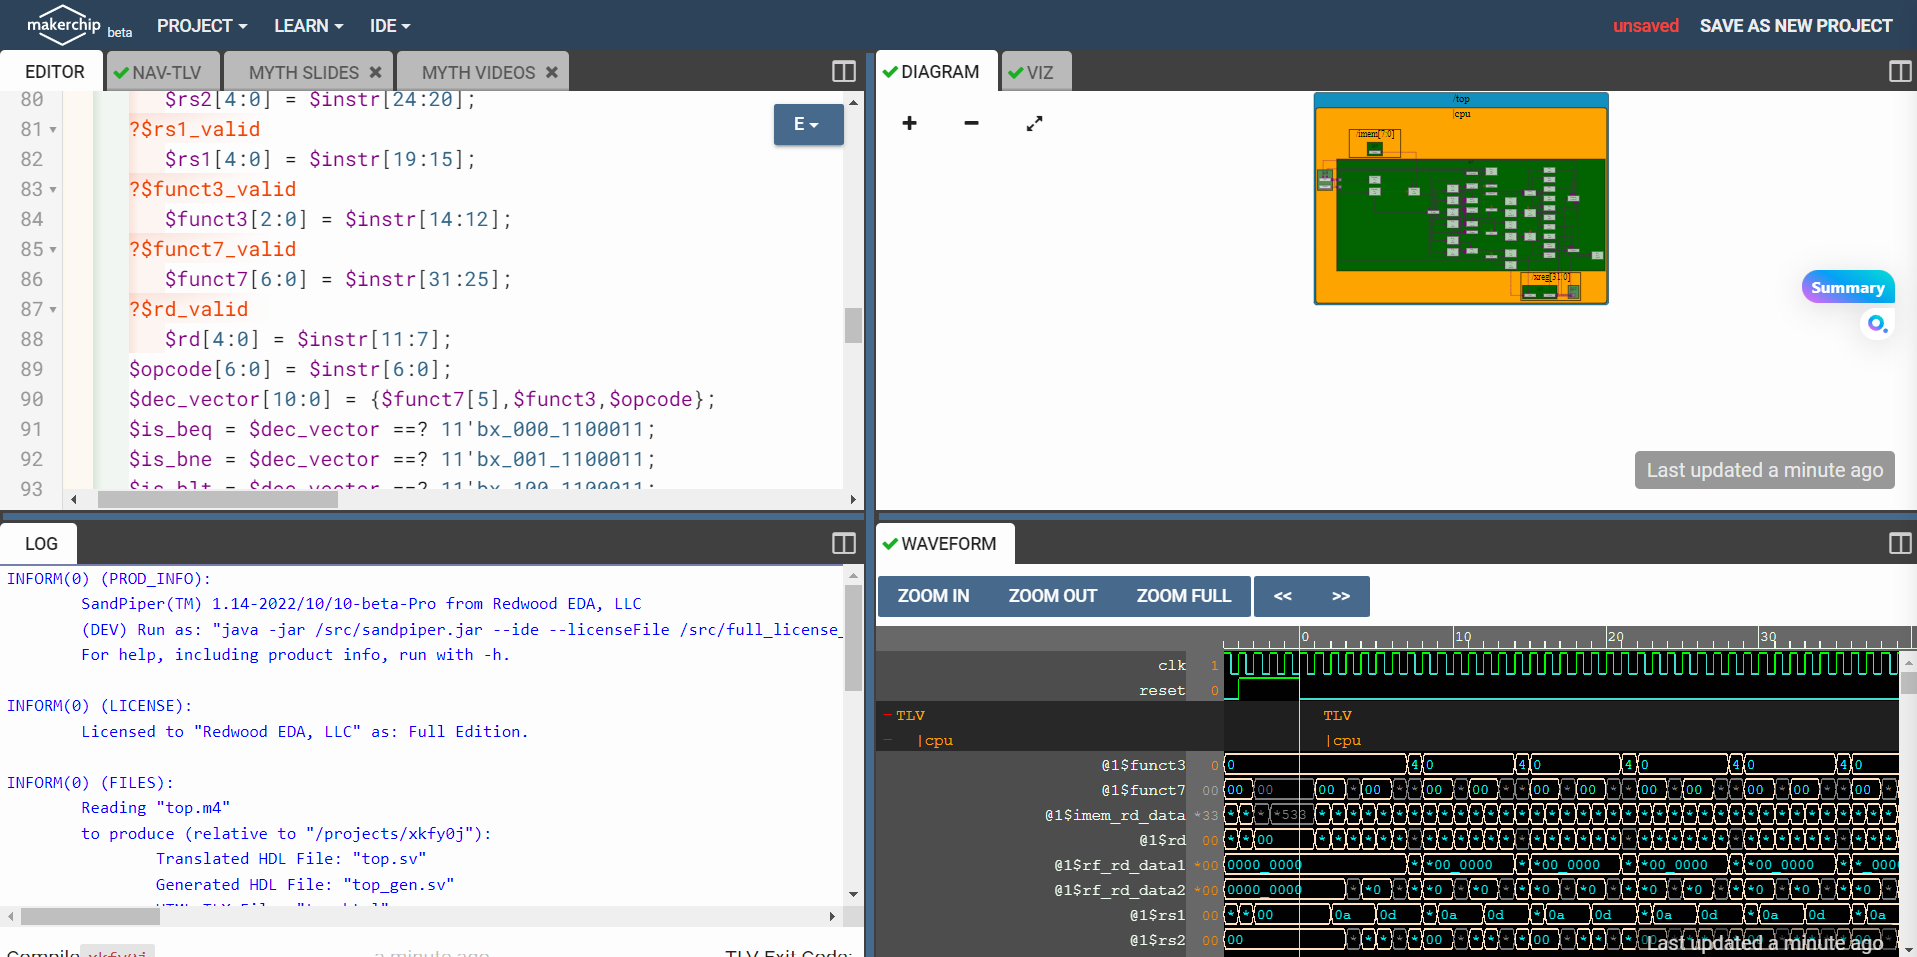 makerchip beta
PROJECT LEARN IDE
unsaved SAVE AS NEW PROJECT
EDITOR NAV-TLV MYTH SLIDES MYTH VIDEOS
80 $rs2[4:0] = $instr[24:20];
81 ?$rs1_valid
82 $rs1[4:0] = $instr[19:15];
83 ?$funct3_valid
84 $funct3[2:0] = $instr[14:12];
85 ?$funct7_valid
86 $funct7[6:0] = $instr[31:25];
87 ?$rd_valid
88 $rd[4:0] = $instr[11:7];
89 $opcode[6:0] = $instr[6:0];
90 $dec_vector[10:0] = {$funct7[5],$funct3,$opcode};
91 $is_beq = $dec_vector ==? 11'bx_000_1100011;
92 $is_bne = $dec_vector ==? 11'bx_001_1100011;
93 $is_blt = $dec_vector ==? 11'bx_100_1100011;
E
DIAGRAM VIZ
/top
|cpu
/imem[7:0]
/xreg[31:0]
Summary
Last updated a minute ago
LOG
INFORM(0) (PROD_INFO):
SandPiper(TM) 1.14-2022/10/10-beta-Pro from Redwood EDA, LLC
(DEV) Run as: "java -jar /src/sandpiper.jar --ide --licenseFile /src/full_license_
For help, including product info, run with -h.
INFORM(0) (LICENSE):
Licensed to "Redwood EDA, LLC" as: Full Edition.
INFORM(0) (FILES):
Reading "top.m4"
to produce (relative to "/projects/xkfy0j"):
Translated HDL File: "top.sv"
Generated HDL File: "top_gen.sv"
Compile xkfy0j a minute ago TLV Exit Code:
WAVEFORM
ZOOM IN ZOOM OUT ZOOM FULL << >>
0 10 20 30
clk 1
reset 0
TLV TLV
|cpu |cpu
@1$funct3 0 0 4 0 4 0 4 0 4 0 4 0
@1$funct7 00 00 00 00 * 00 * * 00 * 00 * * 00 * 00 * * 00 * 00 * * 00 * 00 * * 00 *
@1$imem_rd_data *33 * * * *533
@1$rd 00 * * 00
@1$rf_rd_data1 *00 0000_0000 * *00_0000 * *00_0000 * *00_0000 * *00_0000 * *_0000
@1$rf_rd_data2 *00 0000_0000 * *0 * * *0 * *0 * * *0 * *0 * * *0 * *0 * * *0 * *0 * * *0 *
@1$rs1 00 * * 00 0a 0d * 0a 0d * 0a 0d * 0a 0d * 0a 0d * 0a
@1$rs2 00 00
Last updated a minute ago